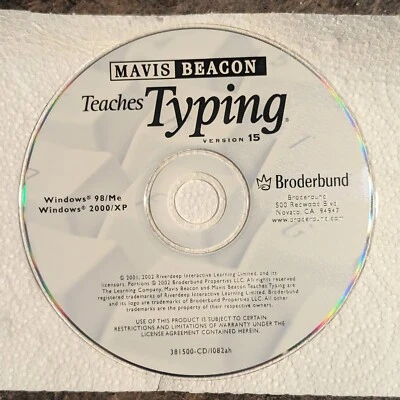 MAVIS BEACON
Teaches Typing®
VERSION 15
Windows® 98/Me
Windows® 2000/XP
Broderbund
Broderbund
500 Redwood Blvd
Novato, CA 94947
www.broderbund.com
© 2001, 2002 Riverdeep Interactive Learning Limited, and its
licensors. Portions © 2002 Broderbund Properties LLC. All rights reserved
The Learning Company, Mavis Beacon and Mavis Beacon Teaches Typing are
registered trademarks of Riverdeep Interactive Learning Limited. Broderbund
and its logo are trademarks of Broderbund Properties LLC. All other
trademarks are the property of their respective owners.
USE OF THIS PRODUCT IS SUBJECT TO CERTAIN
RESTRICTIONS AND LIMITATIONS OF WARRANTY UNDER THE
LICENSE AGREEMENT CONTAINED HEREIN.
381500-CD/I082ah